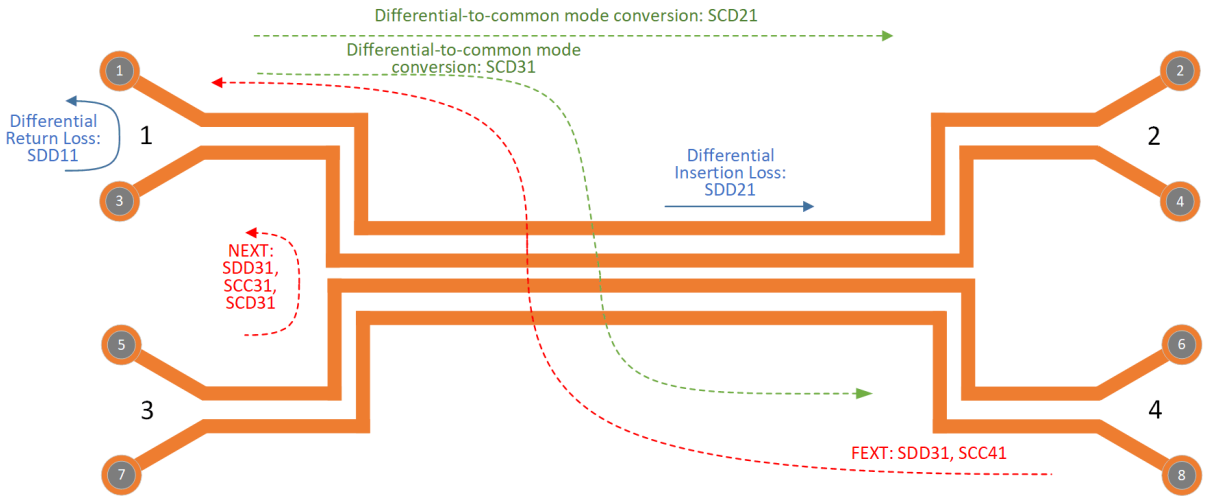 Differential-to-common mode conversion: SCD21
Differential-to-common mode
conversion: SCD31
1
2
Differential
Return Loss:
SDD11
1
2
Differential
Insertion Loss:
SDD21
3
4
NEXT:
SDD31,
SCC31,
SCD31
5
6
3
4
FEXT: SDD31, SCC41
7
8